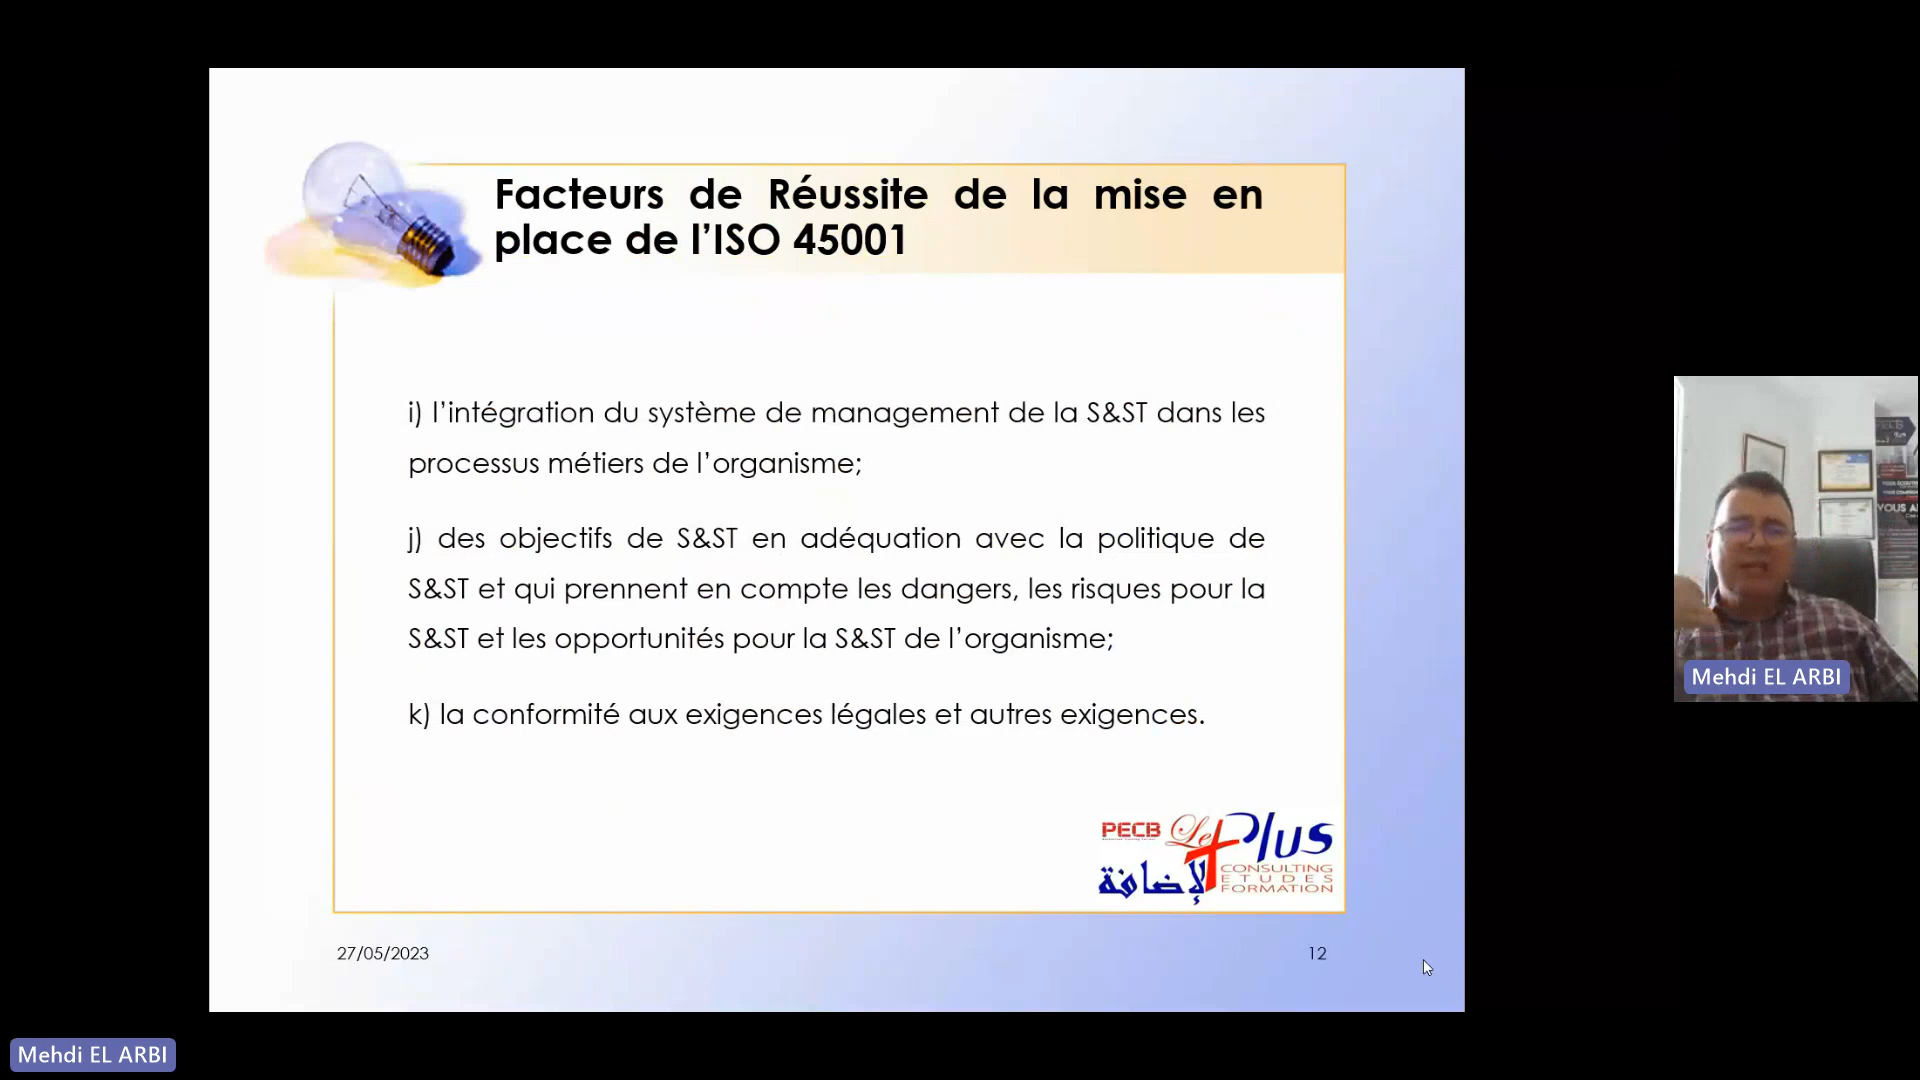 Facteurs de Réussite de la mise en
place de l’ISO 45001
i) l’intégration du système de management de la S&ST dans les
processus métiers de l’organisme;
j) des objectifs de S&ST en adéquation avec la politique de
S&ST et qui prennent en compte les dangers, les risques pour la
S&ST et les opportunités pour la S&ST de l’organisme;
k) la conformité aux exigences légales et autres exigences.
PECB Le Plus
CONSULTING
ETUDES
FORMATION
الإضافة
27/05/2023
12
PECB
VOUS A
Mehdi EL ARBI
Mehdi EL ARBI